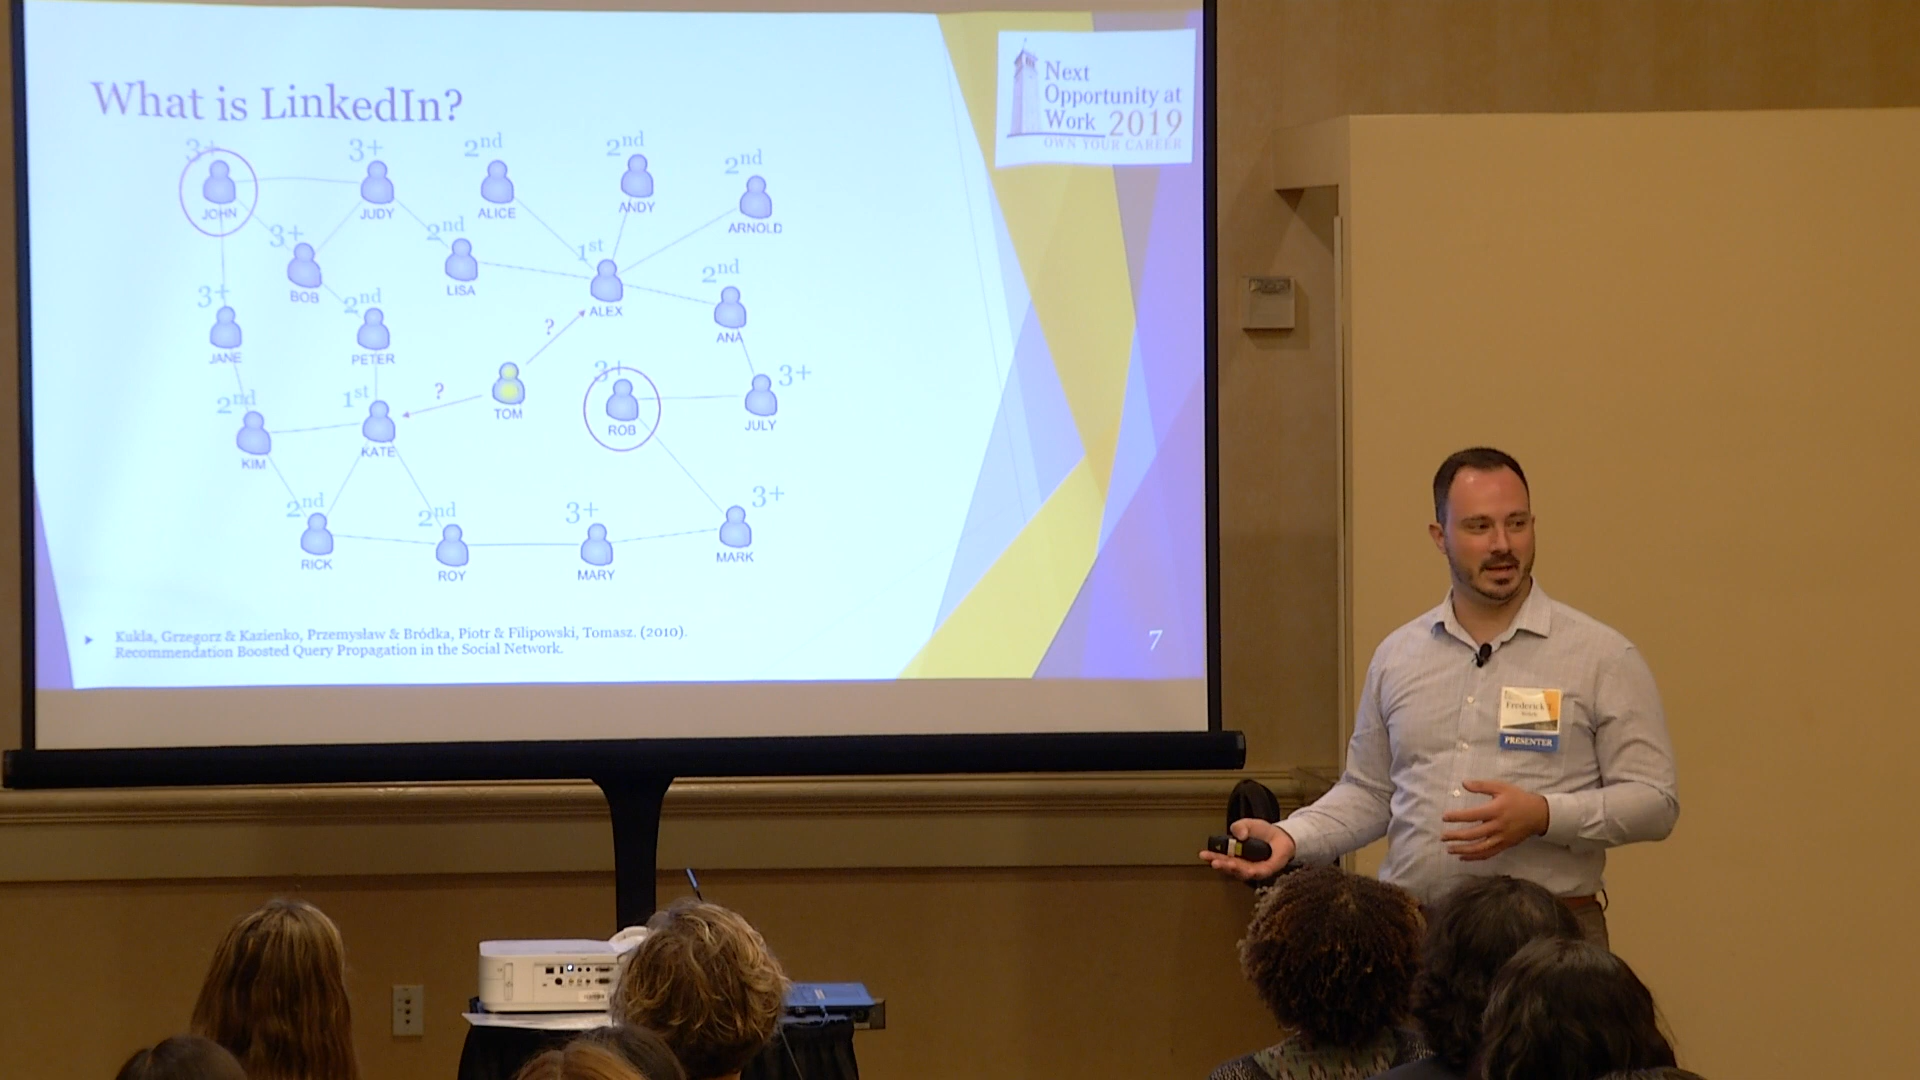 What is LinkedIn?
Next
Opportunity at
Work 2019
OWN YOUR CAREER
3+
3+
2nd
2nd
2nd
JOHN
JUDY
ALICE
ANDY
ARNOLD
3+
2nd
1st
2nd
BOB
LISA
ALEX
ANA
3+
2nd
?
JANE
PETER
3+
3+
2nd
1st
?
TOM
ROB
JULY
KIM
KATE
2nd
2nd
3+
3+
RICK
ROY
MARY
MARK
Kukla, Grzegorz & Kazienko, Przemysław & Bródka, Piotr & Filipowski, Tomasz. (2010).
Recommendation Boosted Query Propagation in the Social Network.
7
Frederick
PRESENTER